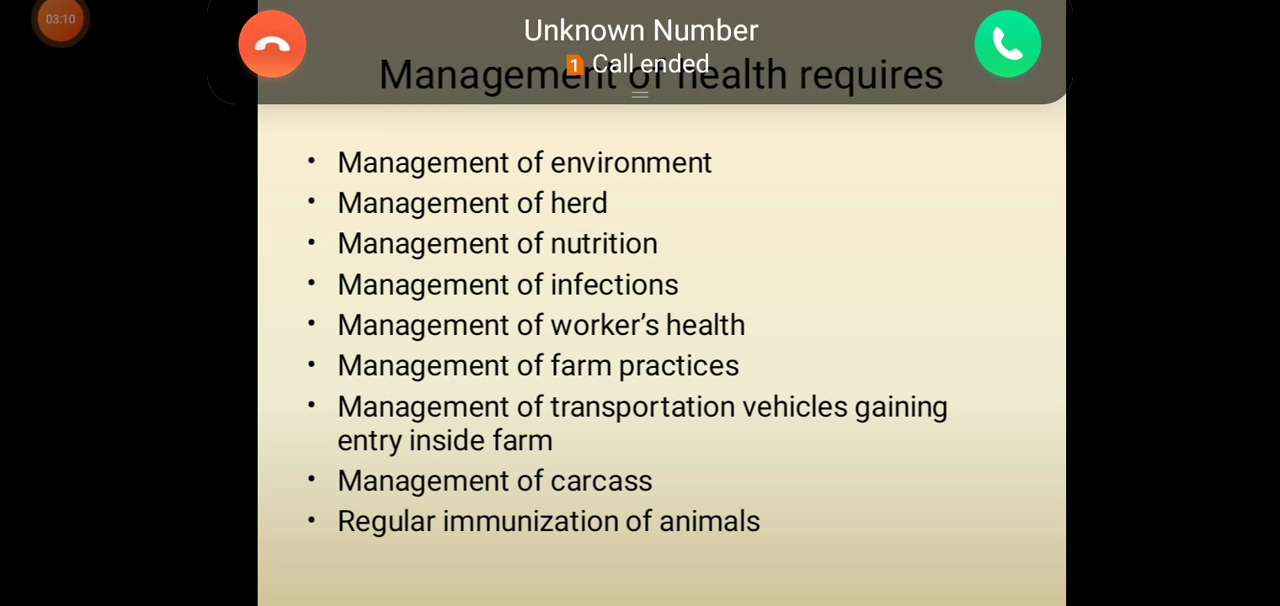 03:10
Unknown Number
1 Call ended
Management of health requires
• Management of environment
• Management of herd
• Management of nutrition
• Management of infections
• Management of worker’s health
• Management of farm practices
• Management of transportation vehicles gaining
entry inside farm
• Management of carcass
• Regular immunization of animals